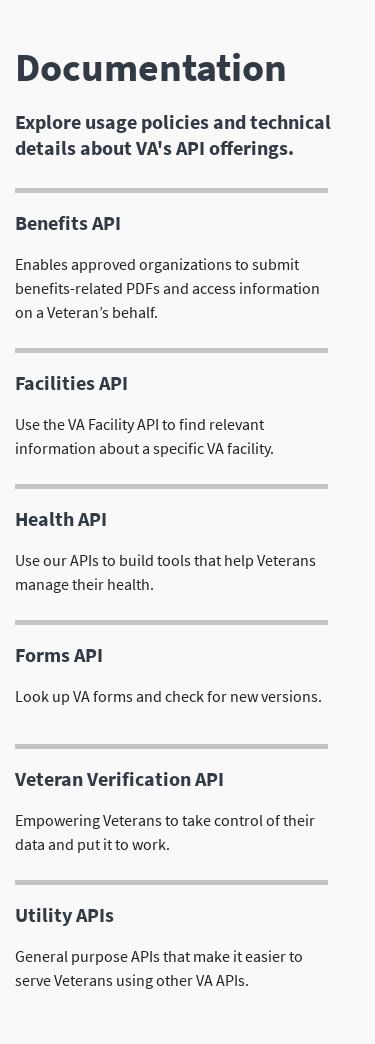 Documentation
Explore usage policies and technical
details about VA's API offerings.
Benefits API
Enables approved organizations to submit
benefits-related PDFs and access information
on a Veteran’s behalf.
Facilities API
Use the VA Facility API to find relevant
information about a specific VA facility.
Health API
Use our APIs to build tools that help Veterans
manage their health.
Forms API
Look up VA forms and check for new versions.
Veteran Verification API
Empowering Veterans to take control of their
data and put it to work.
Utility APIs
General purpose APIs that make it easier to
serve Veterans using other VA APIs.